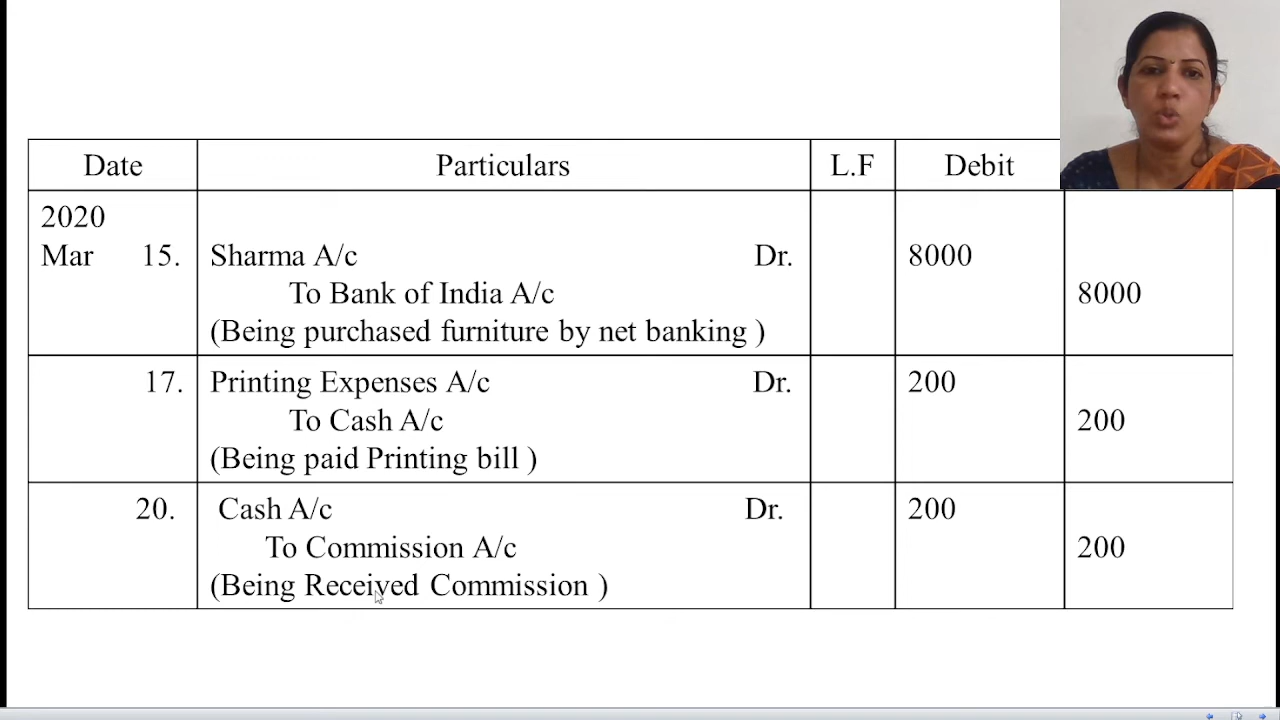 Date Particulars L.F Debit
2020
Mar 15. Sharma A/c Dr. 8000
To Bank of India A/c 8000
(Being purchased furniture by net banking )
17. Printing Expenses A/c Dr. 200
To Cash A/c 200
(Being paid Printing bill )
20. Cash A/c Dr. 200
To Commission A/c 200
(Being Received Commission )